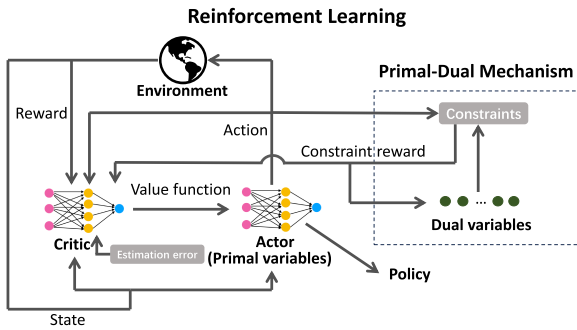 Reinforcement Learning
Environment
Primal-Dual Mechanism
Reward
Action
Constraints
Constraint reward
Value function
...
Dual variables
Critic
Estimation error
Actor
(Primal variables)
Policy
State